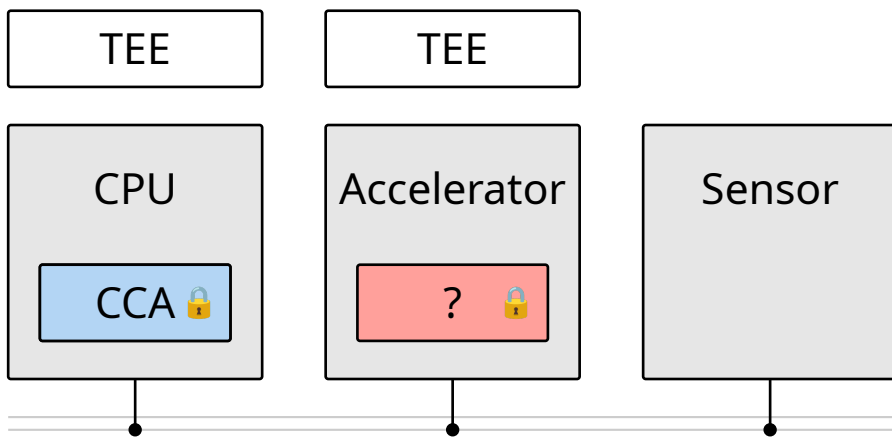 TEE
TEE
CPU
Accelerator
Sensor
CCA 🔒
? 🔒